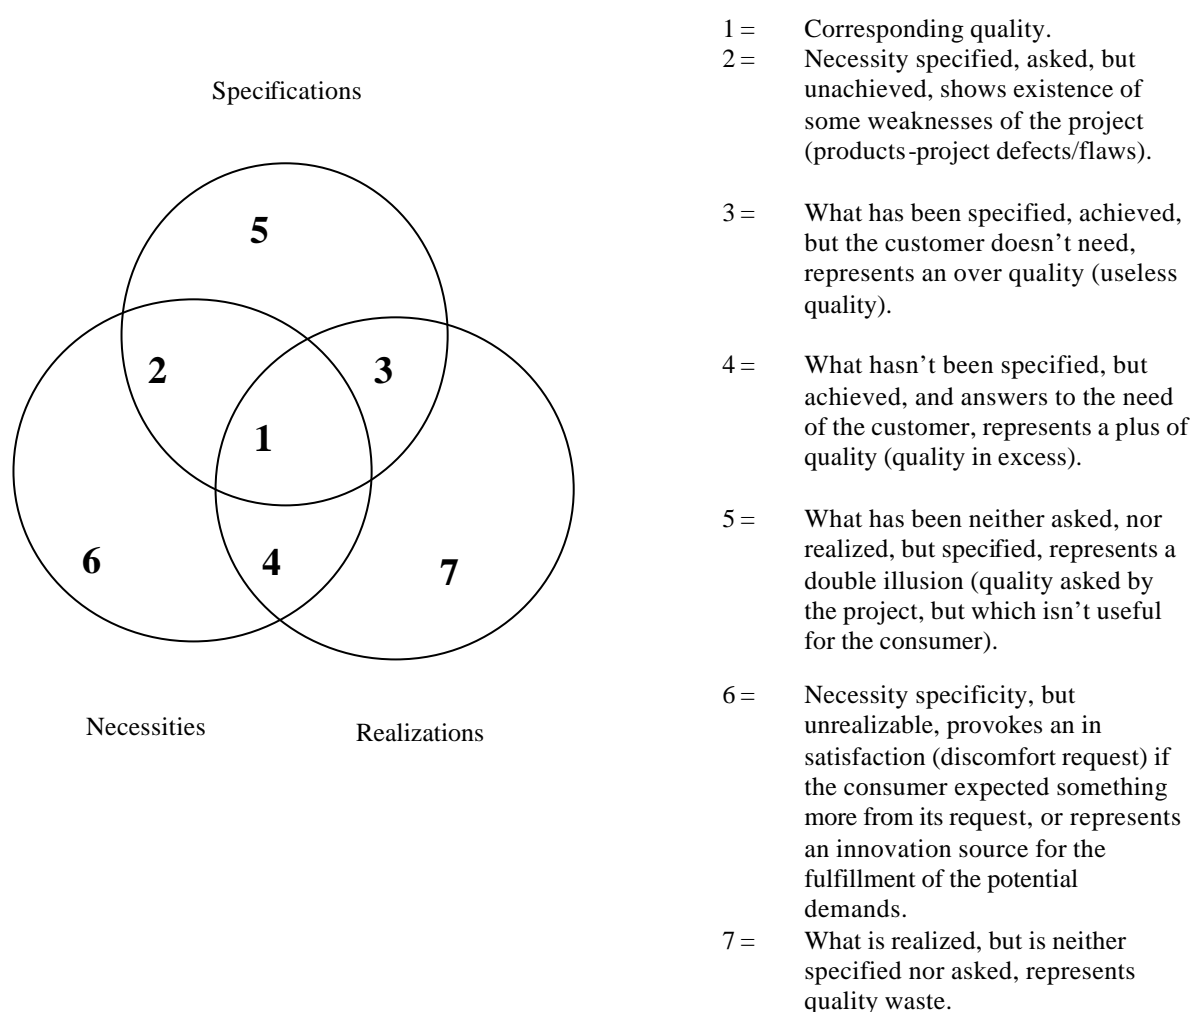 Specifications
5
2
3
1
6
4
7
Necessities
Realizations
1 = Corresponding quality.
2 = Necessity specified, asked, but
unachieved, shows existence of
some weaknesses of the project
(products-project defects/flaws).
3 = What has been specified, achieved,
but the customer doesn't need,
represents an over quality (useless
quality).
4 = What hasn't been specified, but
achieved, and answers to the need
of the customer, represents a plus of
quality (quality in excess).
5 = What has been neither asked, nor
realized, but specified, represents a
double illusion (quality asked by
the project, but which isn't useful
for the consumer).
6 = Necessity specificity, but
unrealizable, provokes an in
satisfaction (discomfort request) if
the consumer expected something
more from its request, or represents
an innovation source for the
fulfillment of the potential
demands.
7 = What is realized, but is neither
specified nor asked, represents
quality waste.